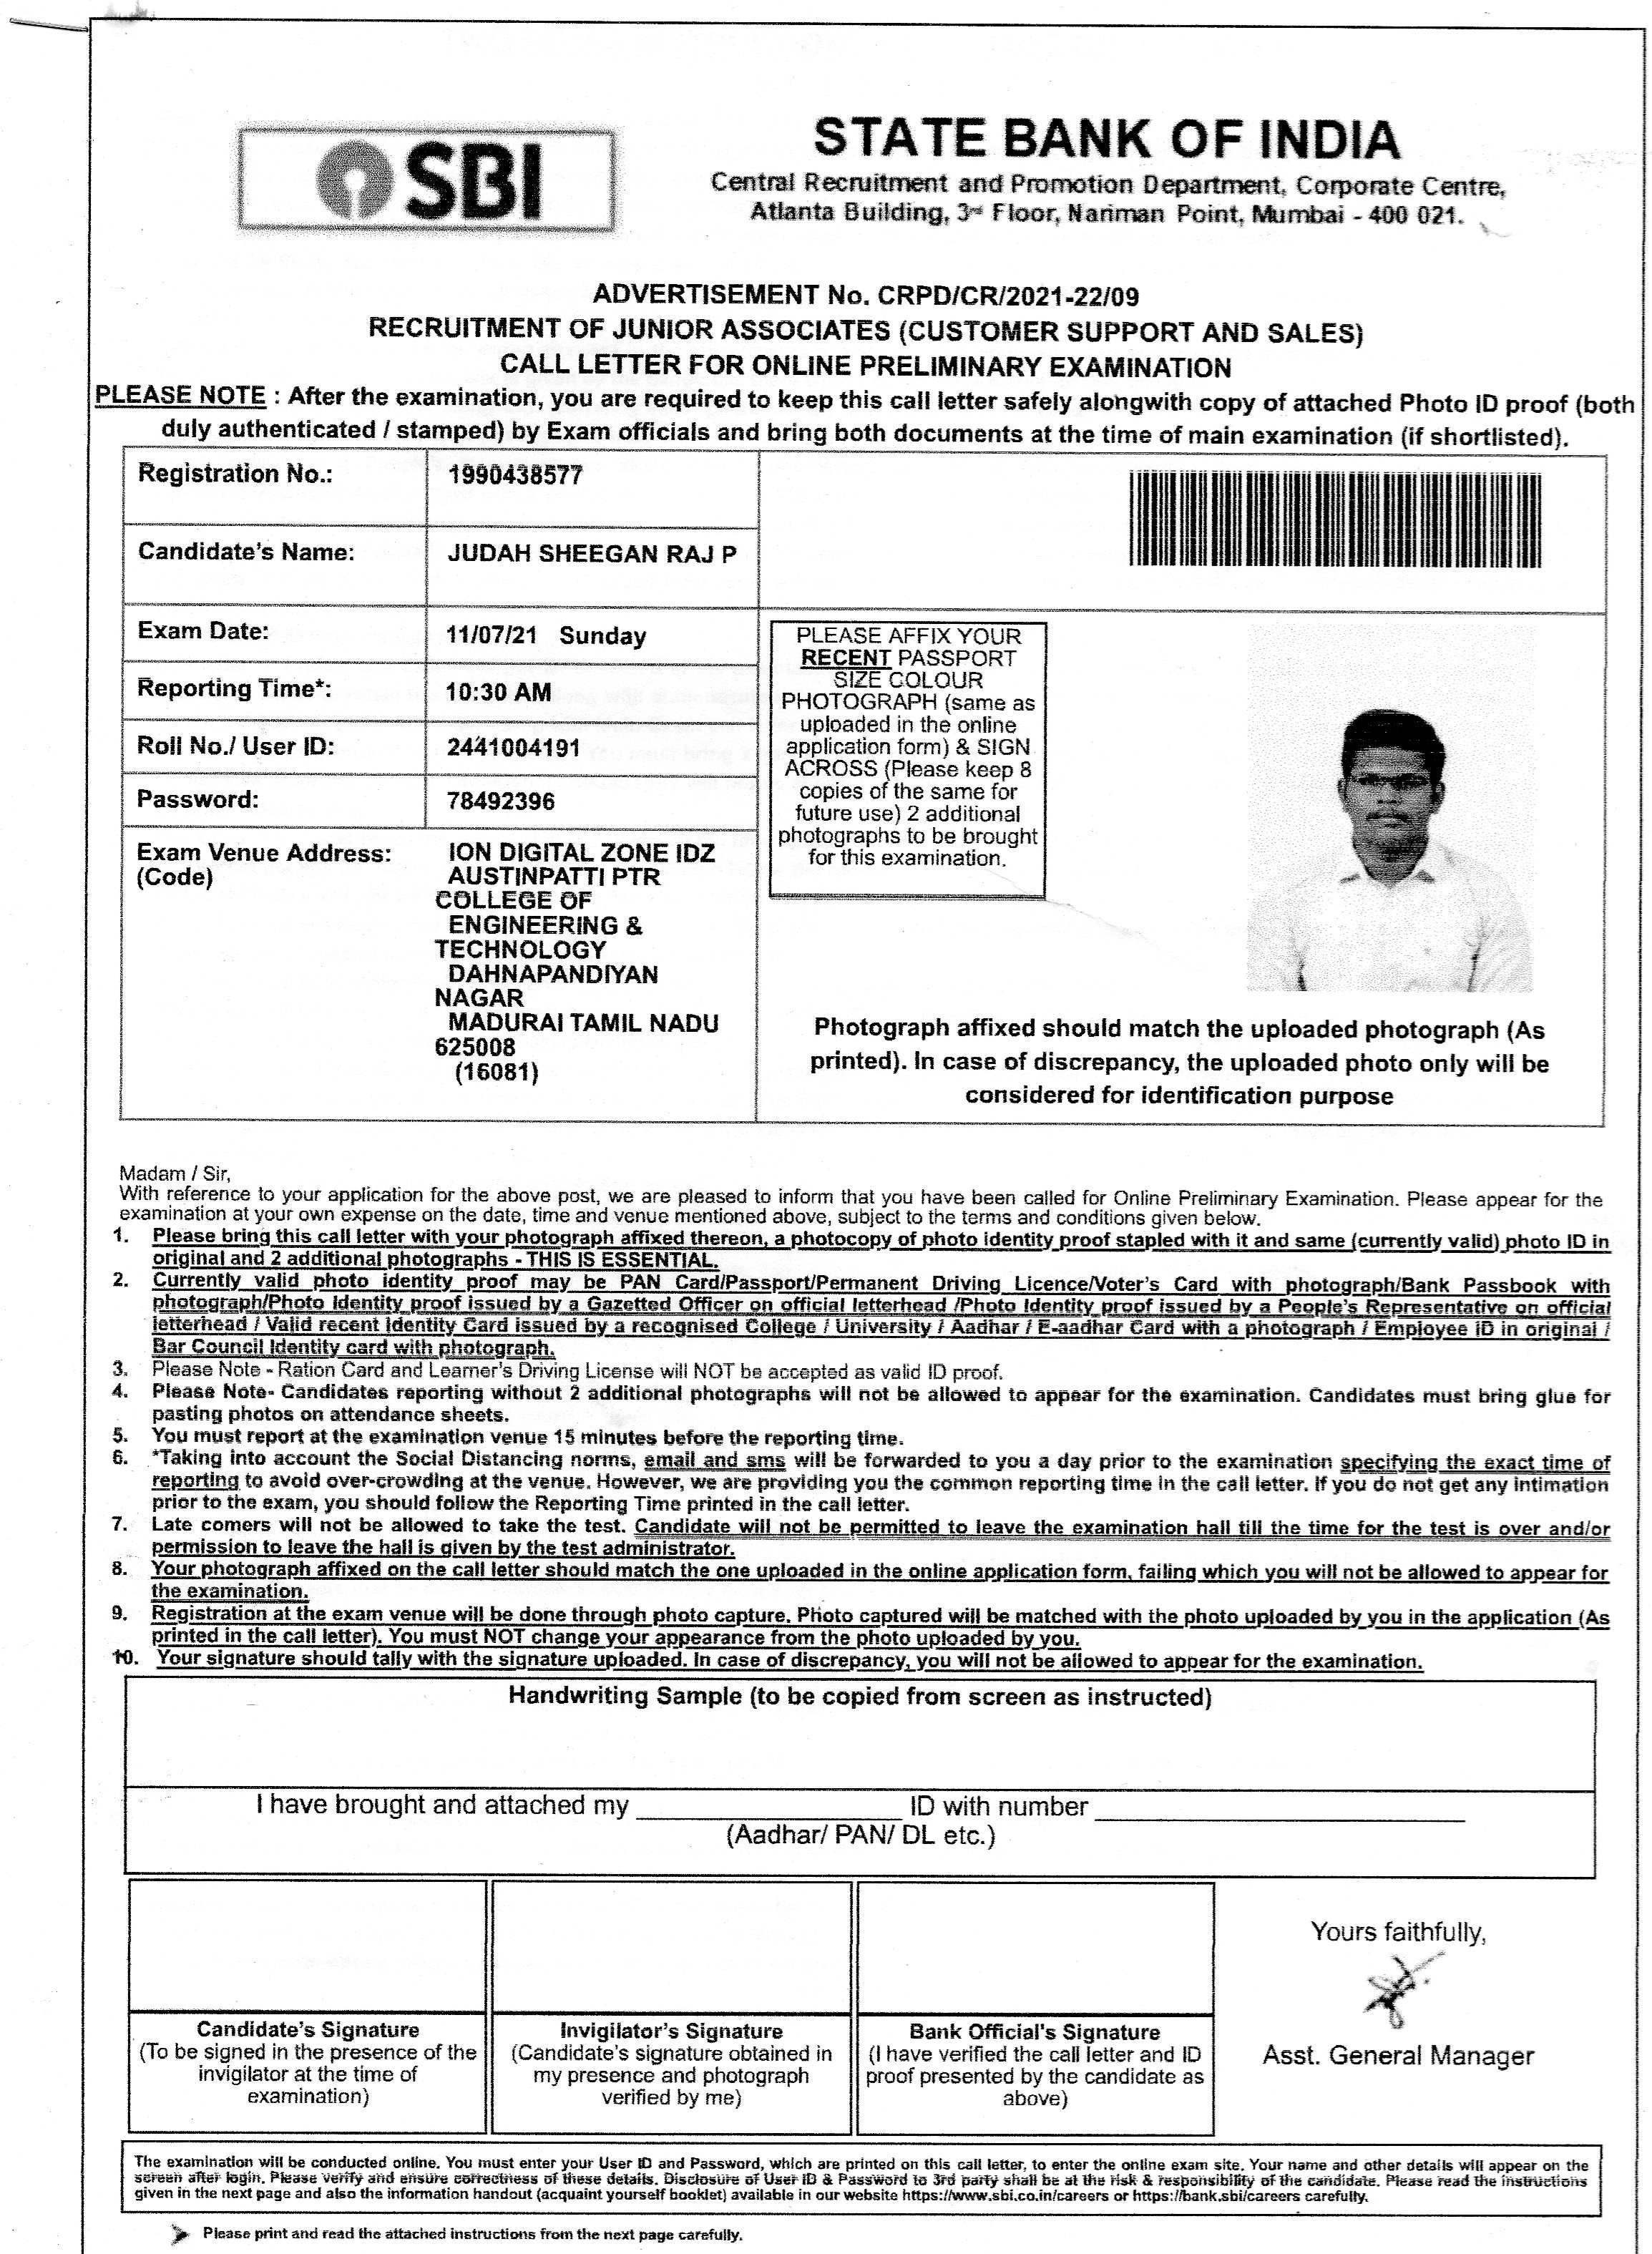 SBI
STATE BANK OF INDIA
Central Recruitment and Promotion Department, Corporate Centre,
Atlanta Building, 3rd Floor, Nariman Point, Mumbai - 400 021.
ADVERTISEMENT No. CRPD/CR/2021-22/09
RECRUITMENT OF JUNIOR ASSOCIATES (CUSTOMER SUPPORT AND SALES)
CALL LETTER FOR ONLINE PRELIMINARY EXAMINATION
PLEASE NOTE : After the examination, you are required to keep this call letter safely alongwith copy of attached Photo ID proof (both
duly authenticated / stamped) by Exam officials and bring both documents at the time of main examination (if shortlisted).
Registration No.: 1990438577
Candidate's Name: JUDAH SHEEGAN RAJ P
Exam Date: 11/07/21 Sunday
Reporting Time*: 10:30 AM
Roll No./ User ID: 2441004191
Password: 78492396
Exam Venue Address: ION DIGITAL ZONE IDZ
(Code) AUSTINPATTI PTR
COLLEGE OF
ENGINEERING &
TECHNOLOGY
DAHNAPANDIYAN
NAGAR
MADURAI TAMIL NADU
625008
(16081)
PLEASE AFFIX YOUR
RECENT PASSPORT
SIZE COLOUR
PHOTOGRAPH (same as
uploaded in the online
application form) & SIGN
ACROSS (Please keep 8
copies of the same for
future use) 2 additional
photographs to be brought
for this examination.
Photograph affixed should match the uploaded photograph (As
printed). In case of discrepancy, the uploaded photo only will be
considered for identification purpose
Madam / Sir,
With reference to your application for the above post, we are pleased to inform that you have been called for Online Preliminary Examination. Please appear for the
examination at your own expense on the date, time and venue mentioned above, subject to the terms and conditions given below.
1. Please bring this call letter with your photograph affixed thereon, a photocopy of photo identity proof stapled with it and same (currently valid) photo ID in
original and 2 additional photographs - THIS IS ESSENTIAL.
2. Currently valid photo identity proof may be PAN Card/Passport/Permanent Driving Licence/Voter's Card with photograph/Bank Passbook with
photograph/Photo Identity proof issued by a Gazetted Officer on official letterhead /Photo Identity proof issued by a People's Representative on official
letterhead / Valid recent Identity Card issued by a recognised College / University / Aadhar / E-aadhar Card with a photograph / Employee ID in original /
Bar Council Identity card with photograph.
3. Please Note - Ration Card and Learner's Driving License will NOT be accepted as valid ID proof.
4. Please Note- Candidates reporting without 2 additional photographs will not be allowed to appear for the examination. Candidates must bring glue for
pasting photos on attendance sheets.
5. You must report at the examination venue 15 minutes before the reporting time.
6. *Taking into account the Social Distancing norms, email and sms will be forwarded to you a day prior to the examination specifying the exact time of
reporting to avoid over-crowding at the venue. However, we are providing you the common reporting time in the call letter. If you do not get any intimation
prior to the exam, you should follow the Reporting Time printed in the call letter.
7. Late comers will not be allowed to take the test. Candidate will not be permitted to leave the examination hall till the time for the test is over and/or
permission to leave the hall is given by the test administrator.
8. Your photograph affixed on the call letter should match the one uploaded in the online application form, failing which you will not be allowed to appear for
the examination.
9. Registration at the exam venue will be done through photo capture. Photo captured will be matched with the photo uploaded by you in the application (As
printed in the call letter). You must NOT change your appearance from the photo uploaded by you.
10. Your signature should tally with the signature uploaded. In case of discrepancy, you will not be allowed to appear for the examination.
Handwriting Sample (to be copied from screen as instructed)
I have brought and attached my ____________ ID with number ____________
(Aadhar/ PAN/ DL etc.)
Candidate's Signature
(To be signed in the presence of the
invigilator at the time of
examination)
Invigilator's Signature
(Candidate's signature obtained in
my presence and photograph
verified by me)
Bank Official's Signature
(I have verified the call letter and ID
proof presented by the candidate as
above)
Yours faithfully,
Asst. General Manager
The examination will be conducted online. You must enter your User ID and Password, which are printed on this call letter, to enter the online exam site. Your name and other details will appear on the
screen after login. Please verify and ensure correctness of these details. Disclosure of User ID & Password to 3rd party shall be at the risk & responsibility of the candidate. Please read the instructions
given in the next page and also the information handout (acquaint yourself booklet) available in our website https://www.sbi.co.in/careers or https://bank.sbi/careers carefully.
➤ Please print and read the attached instructions from the next page carefully.